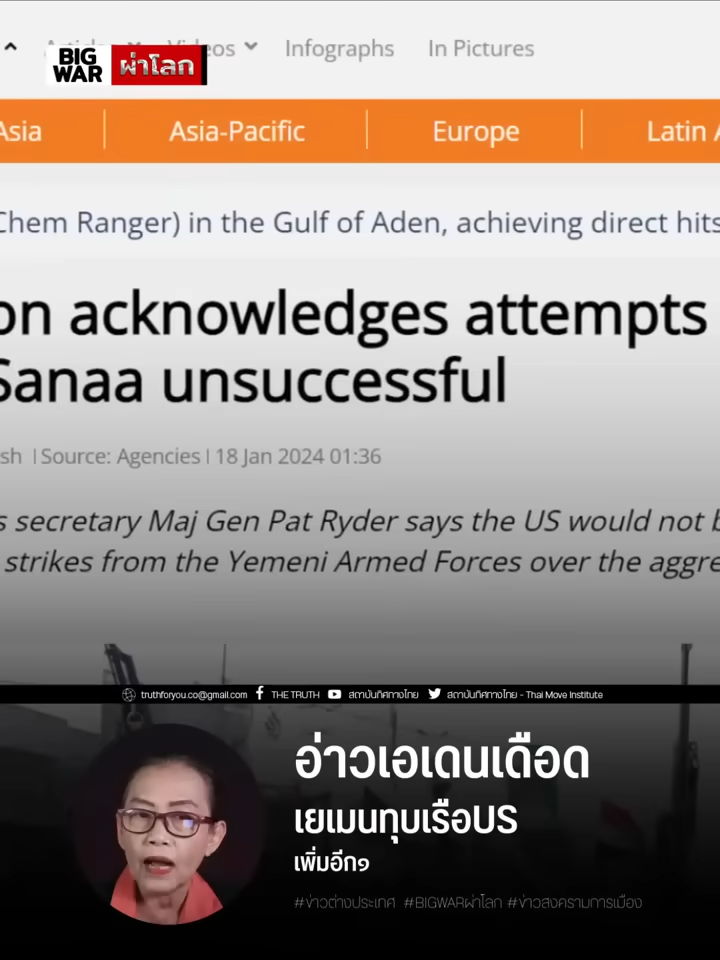 BIG
WAR
ผ่าโลก
Videos
Infographs
In Pictures
Asia
Asia-Pacific
Europe
Latin
Chem Ranger) in the Gulf of Aden, achieving direct hits
on acknowledges attempts
Sanaa unsuccessful
sh | Source: Agencies | 18 Jan 2024 01:36
s secretary Maj Gen Pat Ryder says the US would not b
strikes from the Yemeni Armed Forces over the aggre
truthforyou.co@gmail.com THE TRUTH สถาบันทิศทางไทย สถาบันทิศทางไทย - Thai Move Institute
อ่าวเอเดนเดือด
เยเมนทุบเรือUS
เพิ่มอีก๑
#ข่าวต่างประเทศ #BIGWARผ่าโลก #ข่าวสงครามการเมือง